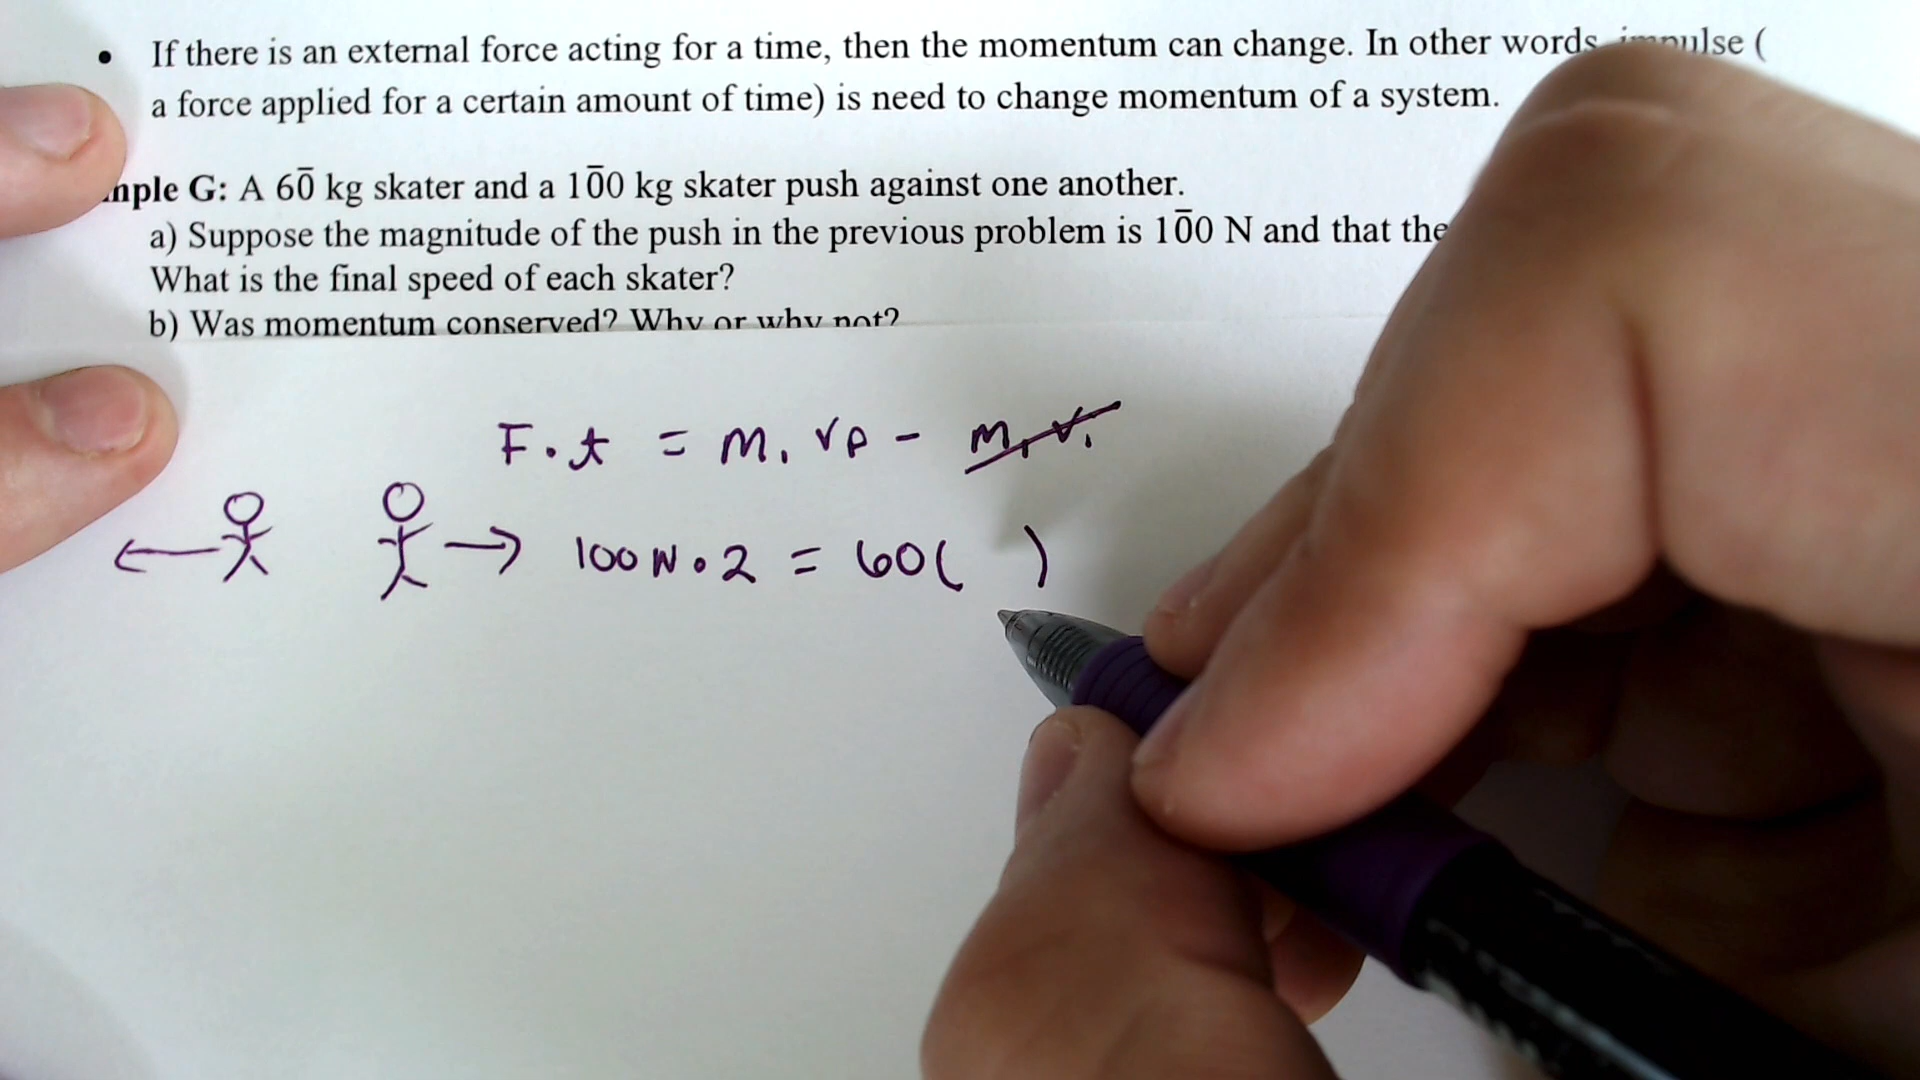 • If there is an external force acting for a time, then the momentum can change. In other words, impulse (
a force applied for a certain amount of time) is need to change momentum of a system.
mple G: A 60̄ kg skater and a 10̄0 kg skater push against one another.
a) Suppose the magnitude of the push in the previous problem is 10̄0 N and that the
What is the final speed of each skater?
b) Was momentum conserved? Why or why not?
F · t = m₁ vf - m₁ v₁
100 N · 2 = 60( )